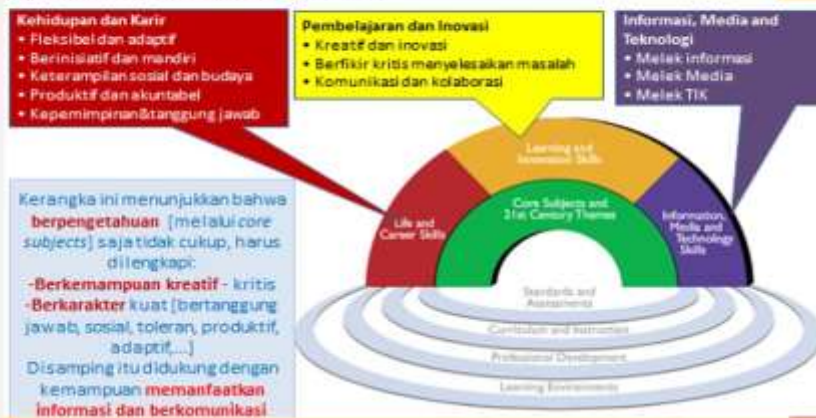 Kehidupan dan Karir
• Fleksibel dan adaptif
• Berinisiatif dan mandiri
• Keterampilan sosial dan budaya
• Produktif dan akuntabel
• Kepemimpinan&tanggung jawab
Pembelajaran dan Inovasi
• Kreatif dan inovasi
• Berfikir kritis menyelesaikan masalah
• Komunikasi dan kolaborasi
Informasi, Media and
Teknologi
• Melek informasi
• Melek Media
• Melek TIK
Kerangka ini menunjukkan bahwa
berpengetahuan [melalui core
subjects] saja tidak cukup, harus
dilengkapi:
-Berkemampuan kreatif - kritis
-Berkarakter kuat [bertanggung
jawab, sosial, toleran, produktif,
adaptif,...]
Disamping itu didukung dengan
kemampuan memanfaatkan
informasi dan berkomunikasi
Learning and
Innovation Skills
Core Subjects and
21st Century Themes
Life and
Career Skills
Information,
Media and
Technology
Skills
Standards and
Assessments
Curriculum and Instruction
Professional Development
Learning Environments